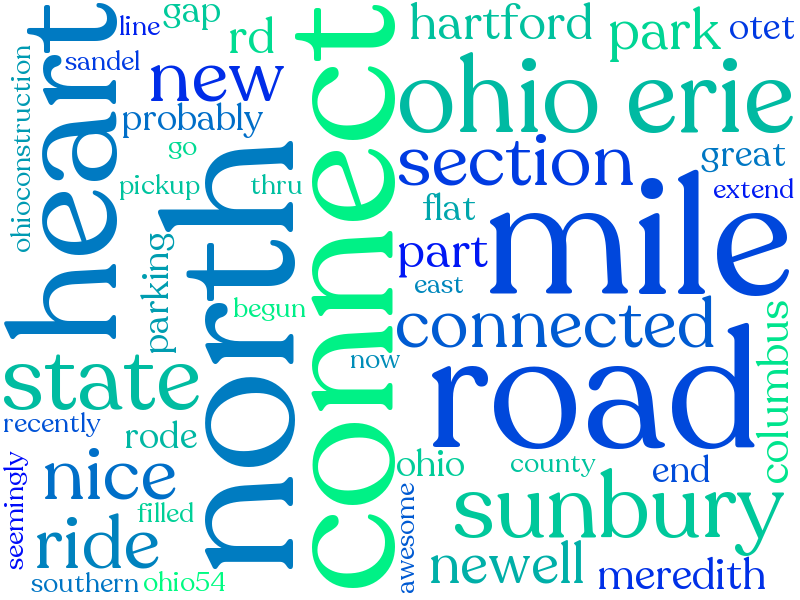 line
gap
rd
hartford
park
otet
sandel
new
heart
connect
ohio erie
ohioconstruction
probably
go
section
great
pickup
thru
north
flat
extend
mile
part
parking
east
begun
connected
columbus
now
road
state
recently
rode
ohio
county
end
nice
seemingly
filled
awesome
sunbury
ride
newell
meredith
southern
ohio54